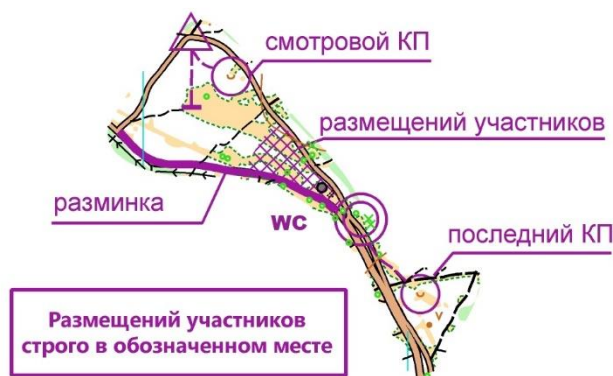 смотровой КП
размещений участников
разминка
WC
последний КП
Размещений участников
строго в обозначенном месте